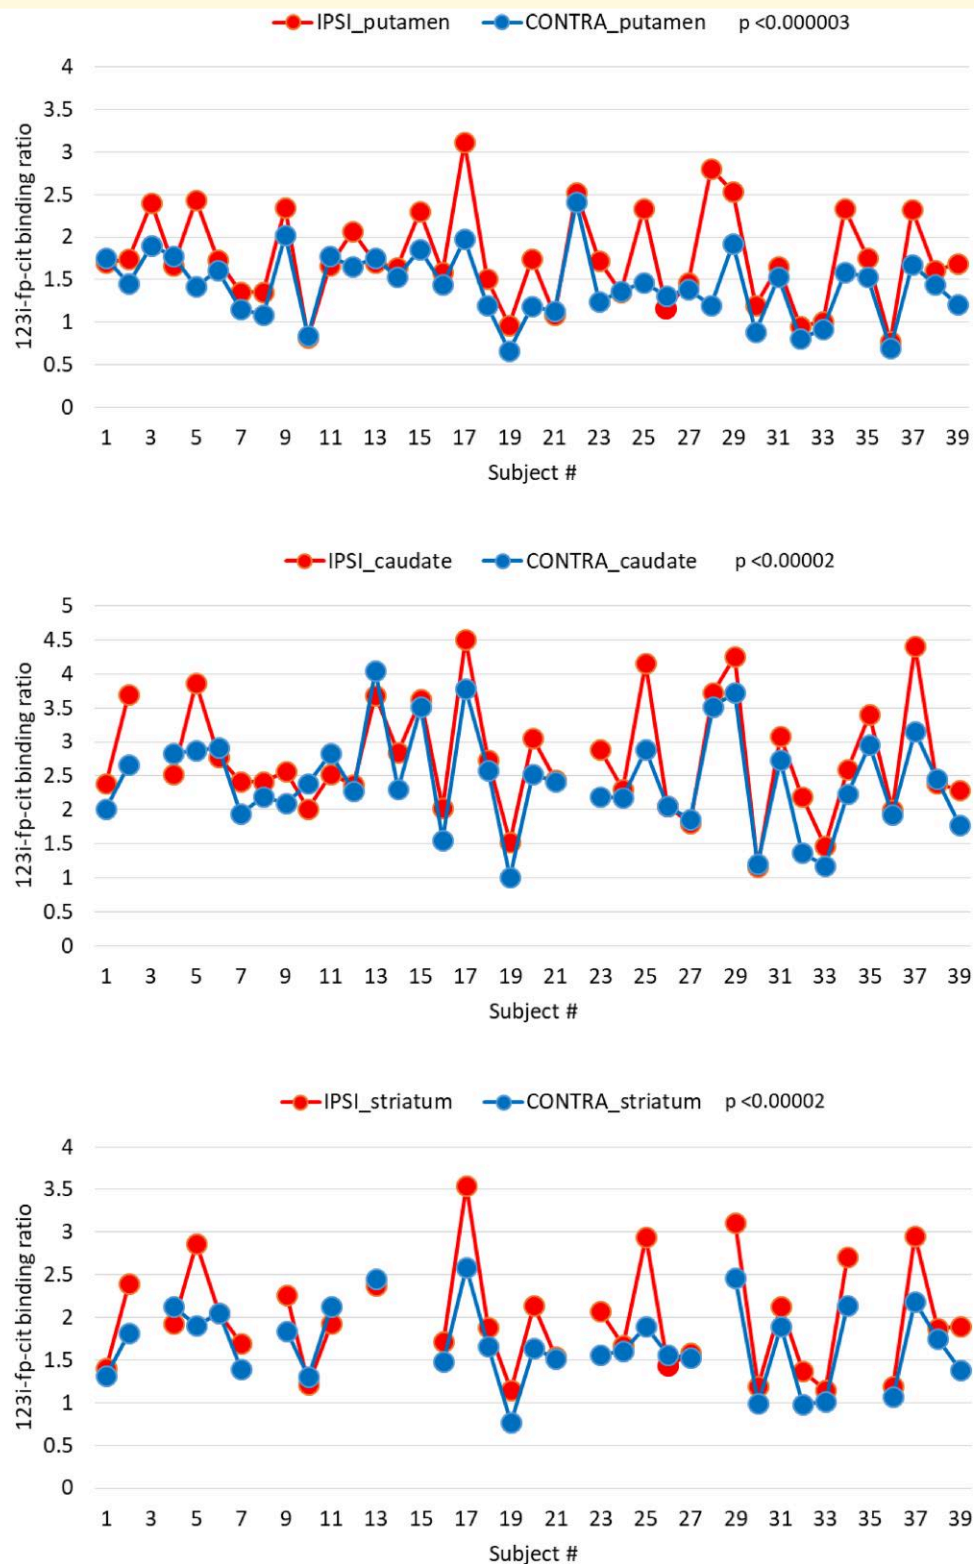 IPSI_putamen CONTRA_putamen p <0.000003
4
3.5
3
2.5
2
1.5
1
0.5
0
123i-fp-cit binding ratio
1 3 5 7 9 11 13 15 17 19 21 23 25 27 29 31 33 35 37 39
Subject #
IPSI_caudate CONTRA_caudate p <0.00002
5
4.5
4
3.5
3
2.5
2
1.5
1
0.5
0
123i-fp-cit binding ratio
1 3 5 7 9 11 13 15 17 19 21 23 25 27 29 31 33 35 37 39
Subject #
IPSI_striatum CONTRA_striatum p <0.00002
4
3.5
3
2.5
2
1.5
1
0.5
0
123i-fp-cit binding ratio
1 3 5 7 9 11 13 15 17 19 21 23 25 27 29 31 33 35 37 39
Subject #